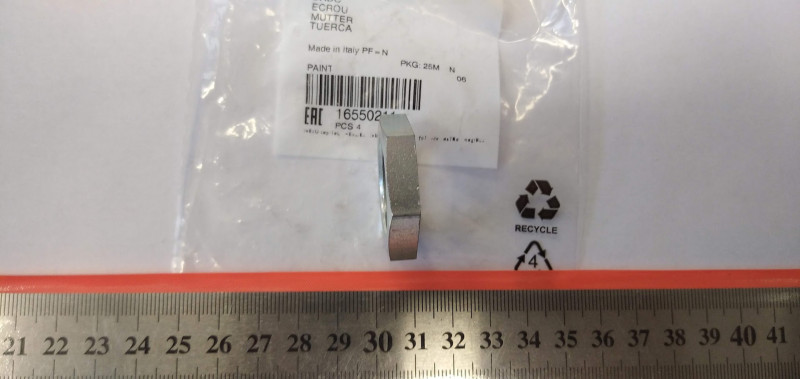 ECROU
MUTTER
TUERCA
Made in Italy PF=N
PKG: 25M N
PAINT
06
EAC 16550211
PCS 4
RECYCLE
4
21 22 23 24 25 26 27 28 29 30 31 32 33 34 35 36 37 38 39 40 41